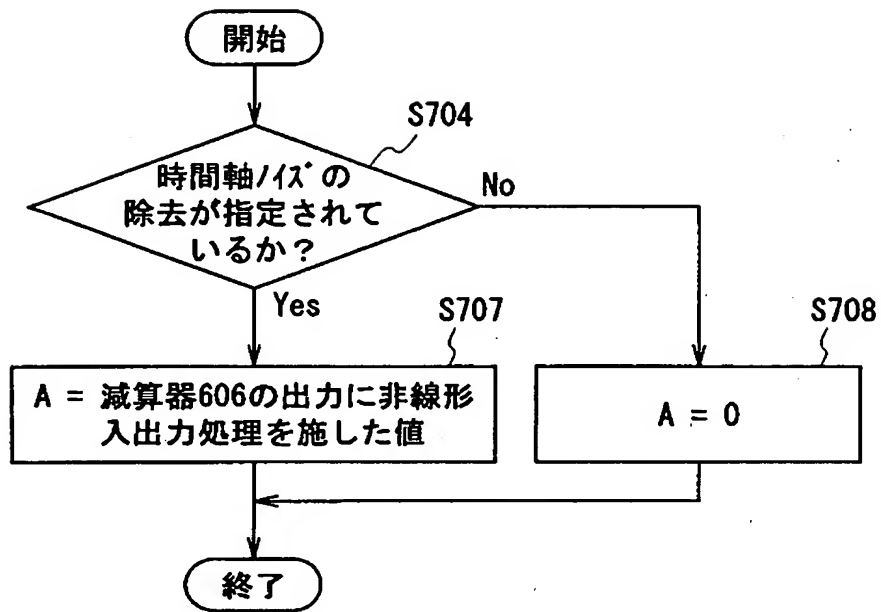 開始
S704
時間軸ノイズの
除去が指定されて
いるか？
No
Yes
S707
S708
A = 減算器606の出力に非線形
入出力処理を施した値
A = 0
終了